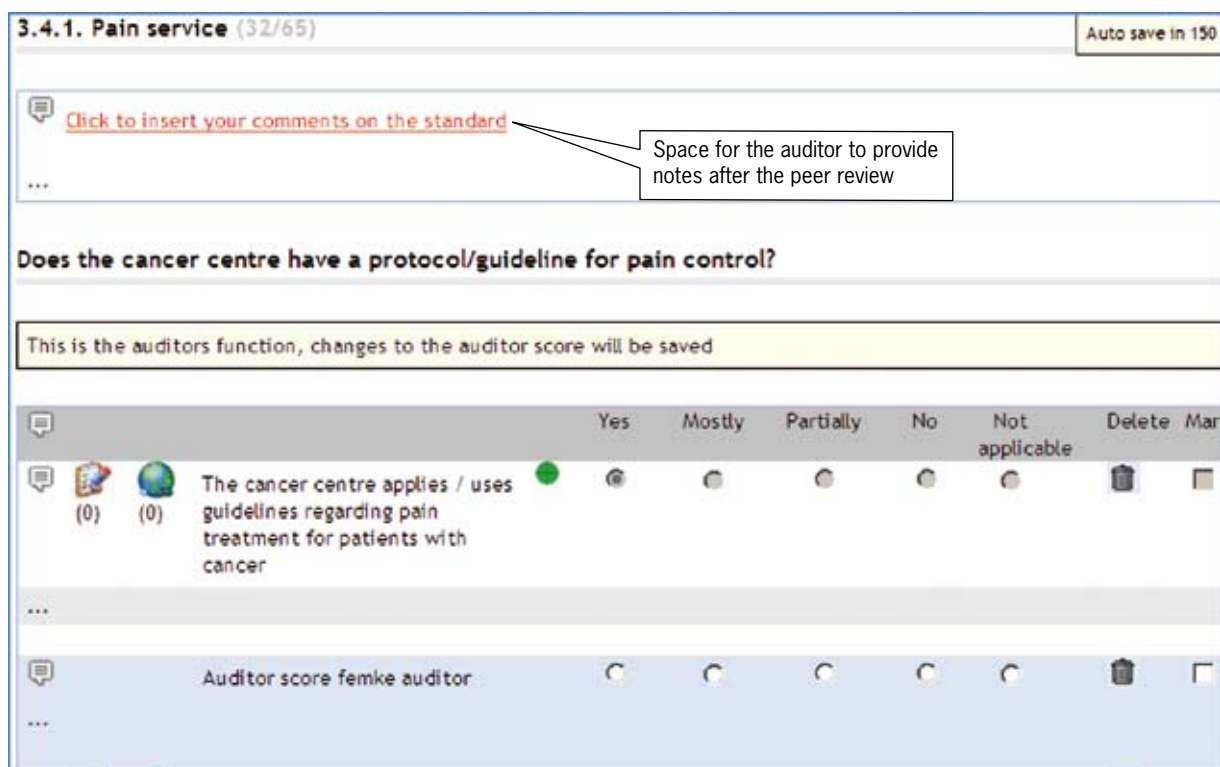 3.4.1. Pain service (32/65)
Auto save in 150
Click to insert your comments on the standard
Space for the auditor to provide
notes after the peer review
...
Does the cancer centre have a protocol/guideline for pain control?
This is the auditors function, changes to the auditor score will be saved
Yes Mostly Partially No Not applicable Delete Mar
The cancer centre applies / uses
guidelines regarding pain
treatment for patients with
cancer
(0) (0)
...
Auditor score femke auditor
...